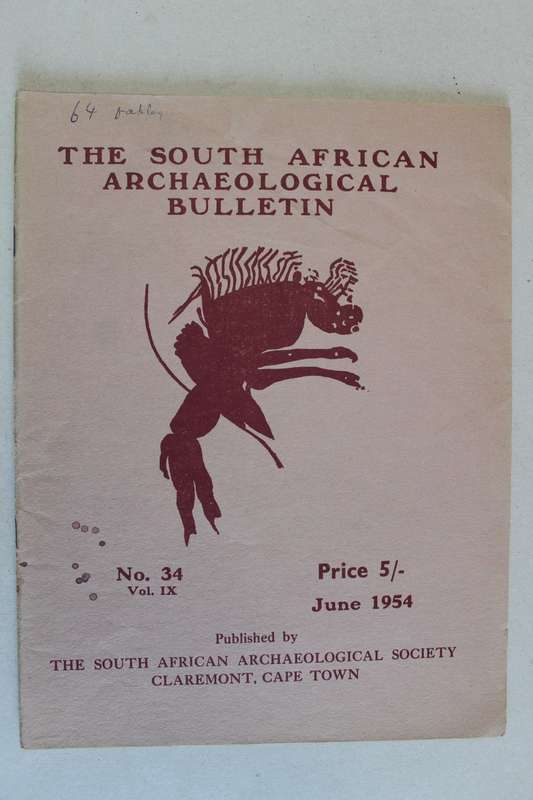 64 Oakley
THE SOUTH AFRICAN
ARCHAEOLOGICAL
BULLETIN
No. 34
Vol. IX
Price 5/-
June 1954
Published by
THE SOUTH AFRICAN ARCHAEOLOGICAL SOCIETY
CLAREMONT, CAPE TOWN